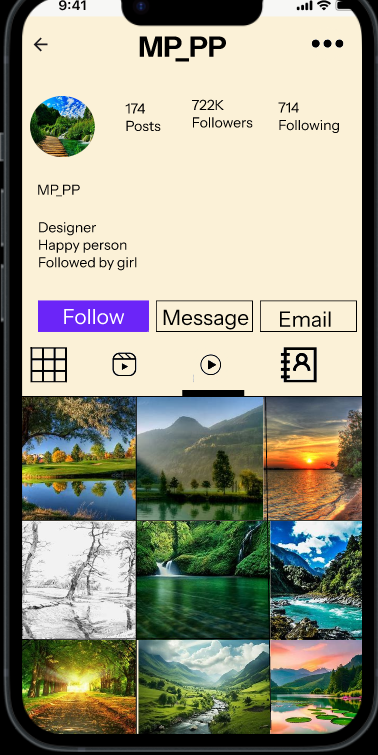 9:41
MP_PP
174
Posts
722K
Followers
714
Following
MP_PP
Designer
Happy person
Followed by girl
Follow
Message
Email